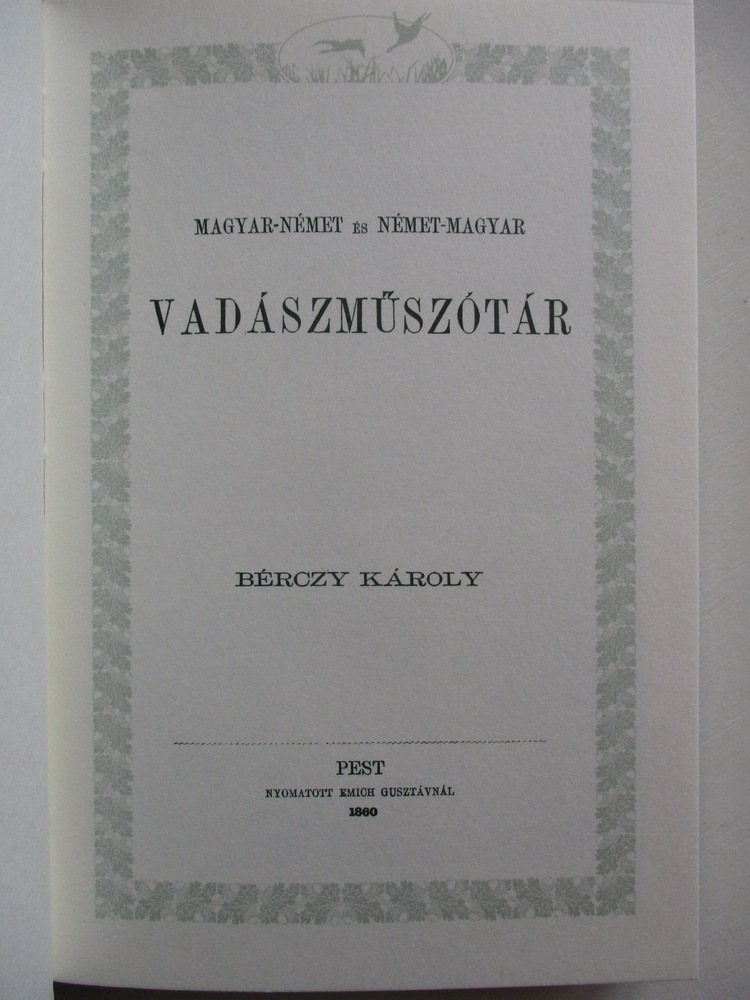 MAGYAR-NÉMET ÉS NÉMET-MAGYAR
VADÁSZMŰSZÓTÁR
BÉRCZY KÁROLY
PEST
NYOMATOTT EMICH GUSZTÁVNÁL
1860